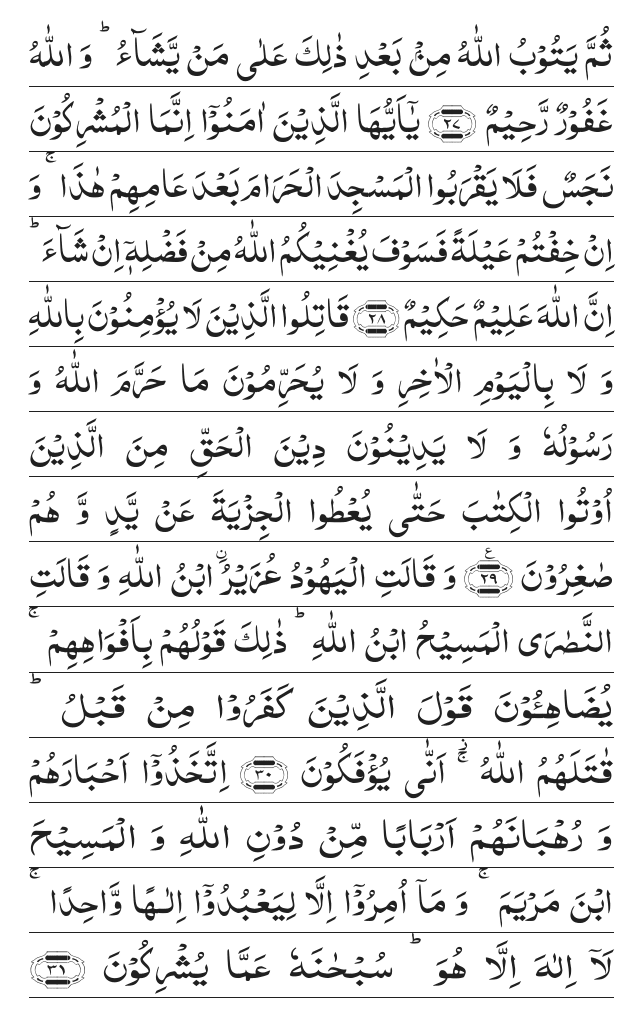 ثُمَّ يَتُوۡبُ اللّٰهُ مِنۡۢ بَعۡدِ ذٰلِكَ عَلٰى مَنۡ يَّشَآءُ‌ ؕ وَ اللّٰهُ
غَفُوۡرٌ رَّحِيۡمٌ‏ ﴿۲۷﴾ يٰۤاَيُّهَا الَّذِيۡنَ اٰمَنُوۡۤا اِنَّمَا الۡمُشۡرِكُوۡنَ
نَجَسٌ فَلَا يَقۡرَبُوا الۡمَسۡجِدَ الۡحَرَامَ بَعۡدَ عَامِهِمۡ هٰذَا‌ ۚ وَ
اِنۡ خِفۡتُمۡ عَيۡلَةً فَسَوۡفَ يُغۡنِيۡكُمُ اللّٰهُ مِنۡ فَضۡلِهٖۤ اِنۡ شَآءَ‌ ؕ
اِنَّ اللّٰهَ عَلِيۡمٌ حَكِيۡمٌ‏ ﴿۲۸﴾ قَاتِلُوا الَّذِيۡنَ لَا يُؤۡمِنُوۡنَ بِاللّٰهِ
وَ لَا بِالۡيَوۡمِ الۡاٰخِرِ وَ لَا يُحَرِّمُوۡنَ مَا حَرَّمَ اللّٰهُ وَ
رَسُوۡلُهٗ وَ لَا يَدِيۡنُوۡنَ دِيۡنَ الۡحَقِّ مِنَ الَّذِيۡنَ
اُوۡتُوا الۡكِتٰبَ حَتّٰى يُعۡطُوا الۡجِزۡيَةَ عَنۡ يَّدٍ وَّ هُمۡ
صٰغِرُوۡنَ‏ ﴿۲۹﴾ ع وَ قَالَتِ الۡيَهُوۡدُ عُزَيۡرُ ۨابۡنُ اللّٰهِ وَ قَالَتِ
النَّصٰرَى الۡمَسِيۡحُ ابۡنُ اللّٰهِ‌ ؕ ذٰلِكَ قَوۡلُهُمۡ بِاَفۡوَاهِهِمۡ‌ ۚ
يُضَاهِـُٔوۡنَ قَوۡلَ الَّذِيۡنَ كَفَرُوۡا مِنۡ قَبۡلُ‌ ؕ
قٰتَلَهُمُ اللّٰهُ ۚ اَنّٰى يُؤۡفَكُوۡنَ‏ ﴿۳۰﴾ اِتَّخَذُوۡۤا اَحۡبَارَهُمۡ
وَ رُهۡبَانَهُمۡ اَرۡبَابًا مِّنۡ دُوۡنِ اللّٰهِ وَ الۡمَسِيۡحَ
ابۡنَ مَرۡيَمَ‌ ۚ وَ مَاۤ اُمِرُوۡۤا اِلَّا لِيَعۡبُدُوۡۤا اِلٰهًا وَّاحِدًا‌ ۚ
لَاۤ اِلٰهَ اِلَّا هُوَ‌ ؕ سُبۡحٰنَهٗ عَمَّا يُشۡرِكُوۡنَ‏ ﴿۳۱﴾